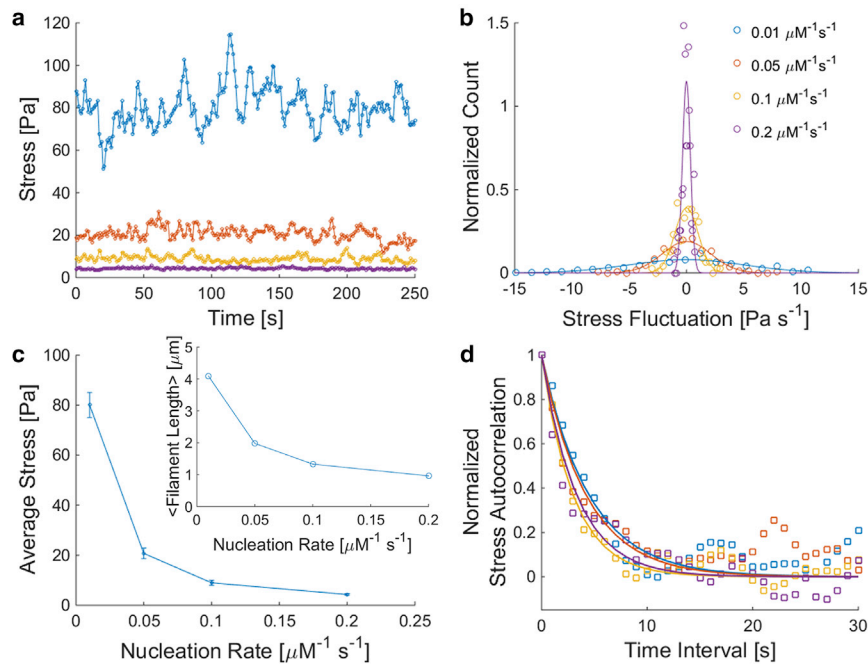 a
120
100
80
60
40
20
0
Stress [Pa]
0 50 100 150 200 250
Time [s]
b
1.5
1
0.5
0
Normalized Count
0.01 μM⁻¹s⁻¹
0.05 μM⁻¹s⁻¹
0.1 μM⁻¹s⁻¹
0.2 μM⁻¹s⁻¹
-15 -10 -5 0 5 10 15
Stress Fluctuation [Pa s⁻¹]
c
100
80
60
40
20
0
Average Stress [Pa]
0 0.05 0.1 0.15 0.2 0.25
Nucleation Rate [μM⁻¹ s⁻¹]
5
4
3
2
1
0
<Filament Length> [μm]
0 0.05 0.1 0.15 0.2
Nucleation Rate [μM⁻¹ s⁻¹]
d
1
0.8
0.6
0.4
0.2
0
Normalized
Stress Autocorrelation
0 10 20 30
Time Interval [s]